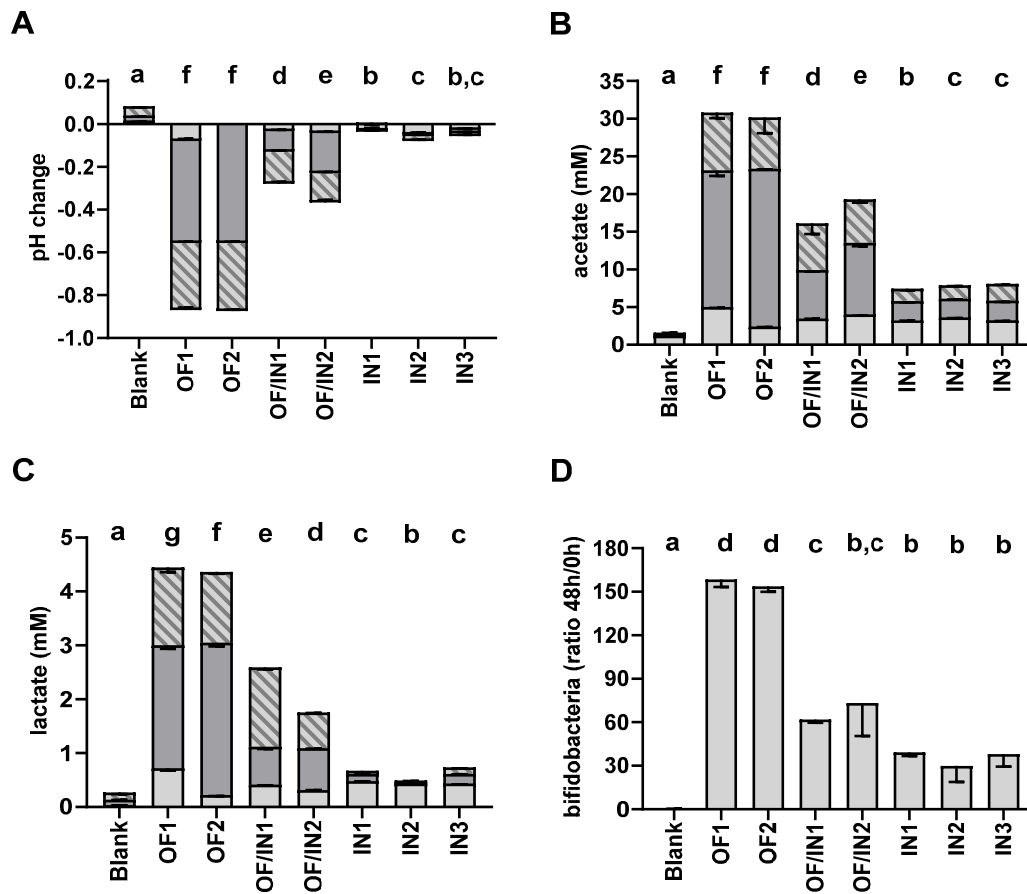 A
a f f d e b c b,c
pH change
0.2
0.0
-0.2
-0.4
-0.6
-0.8
-1.0
Blank
OF1
OF2
OF/IN1
OF/IN2
IN1
IN2
IN3
B
a f f d e b c c
acetate (mM)
35
30
25
20
15
10
5
0
Blank
OF1
OF2
OF/IN1
OF/IN2
IN1
IN2
IN3
C
a g f e d c b c
lactate (mM)
5
4
3
2
1
0
Blank
OF1
OF2
OF/IN1
OF/IN2
IN1
IN2
IN3
D
a d d c b,c b b b
bifidobacteria (ratio 48h/0h)
180
150
120
90
60
30
0
Blank
OF1
OF2
OF/IN1
OF/IN2
IN1
IN2
IN3